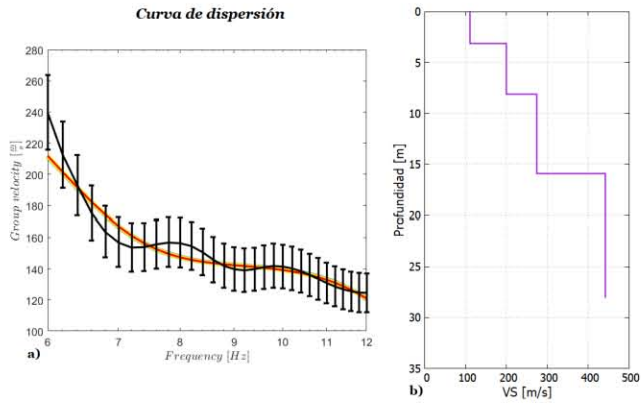 Curva de dispersión
280
260
240
220
200
180
160
140
120
100
Group velocity [m/s]
6 7 8 9 10 11 12
Frequency [Hz]
a)
0
5
10
15
20
25
30
35
Profundidad [m]
0 100 200 300 400 500
VS [m/s]
b)